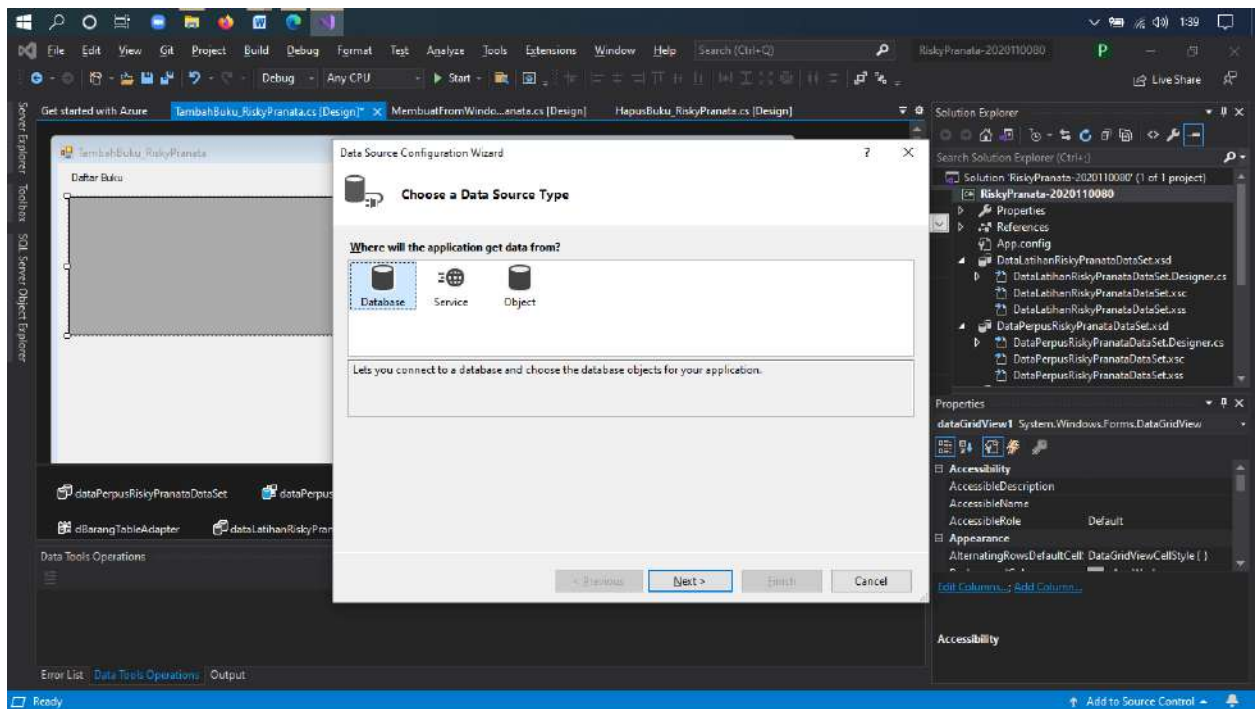 1:39
File Edit View Git Project Build Debug Format Test Analyze Tools Extensions Window Help Search (Ctrl+Q) RiskyPranata-2020110080 P
Debug Any CPU Start Live Share
Server Explorer Toolbox SQL Server Object Explorer
Get started with Azure TambahBuku_RiskyPranata.cs [Design]* MembuatFromWindo...anata.cs [Design] HapusBuku_RiskyPranata.cs [Design]
TambahBuku_RiskyPranata
Daftar Buku
Data Source Configuration Wizard ? X
Choose a Data Source Type
Where will the application get data from?
Database Service Object
Lets you connect to a database and choose the database objects for your application.
< Previous Next > Finish Cancel
dataPerpusRiskyPranataDataSet dataPerpus
dBarangTableAdapter dataLatihanRiskyPran
Data Tools Operations
Error List Data Tools Operations Output
Ready Add to Source Control
Solution Explorer
Search Solution Explorer (Ctrl+;)
Solution 'RiskyPranata-2020110080' (1 of 1 project)
RiskyPranata-2020110080
Properties
References
App.config
DataLatihanRiskyPranataDataSet.xsd
DataLatihanRiskyPranataDataSet.Designer.cs
DataLatihanRiskyPranataDataSet.xsc
DataLatihanRiskyPranataDataSet.xss
DataPerpusRiskyPranataDataSet.xsd
DataPerpusRiskyPranataDataSet.Designer.cs
DataPerpusRiskyPranataDataSet.xsc
DataPerpusRiskyPranataDataSet.xss
Properties
dataGridView1 System.Windows.Forms.DataGridView
Accessibility
AccessibleDescription
AccessibleName
AccessibleRole Default
Appearance
AlternatingRowsDefaultCell: DataGridViewCellStyle { }
Edit Columns...; Add Column...
Accessibility